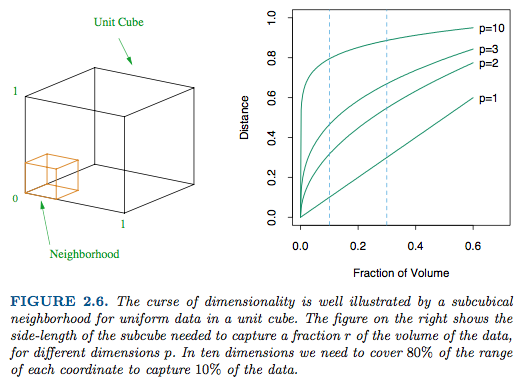 Unit Cube
1
0
1
Neighborhood
Distance
1.0
0.8
0.6
0.4
0.2
0.0
p=10
p=3
p=2
p=1
0.0 0.2 0.4 0.6
Fraction of Volume
FIGURE 2.6. The curse of dimensionality is well illustrated by a subcubical
neighborhood for uniform data in a unit cube. The figure on the right shows the
side-length of the subcube needed to capture a fraction r of the volume of the data,
for different dimensions p. In ten dimensions we need to cover 80% of the range
of each coordinate to capture 10% of the data.